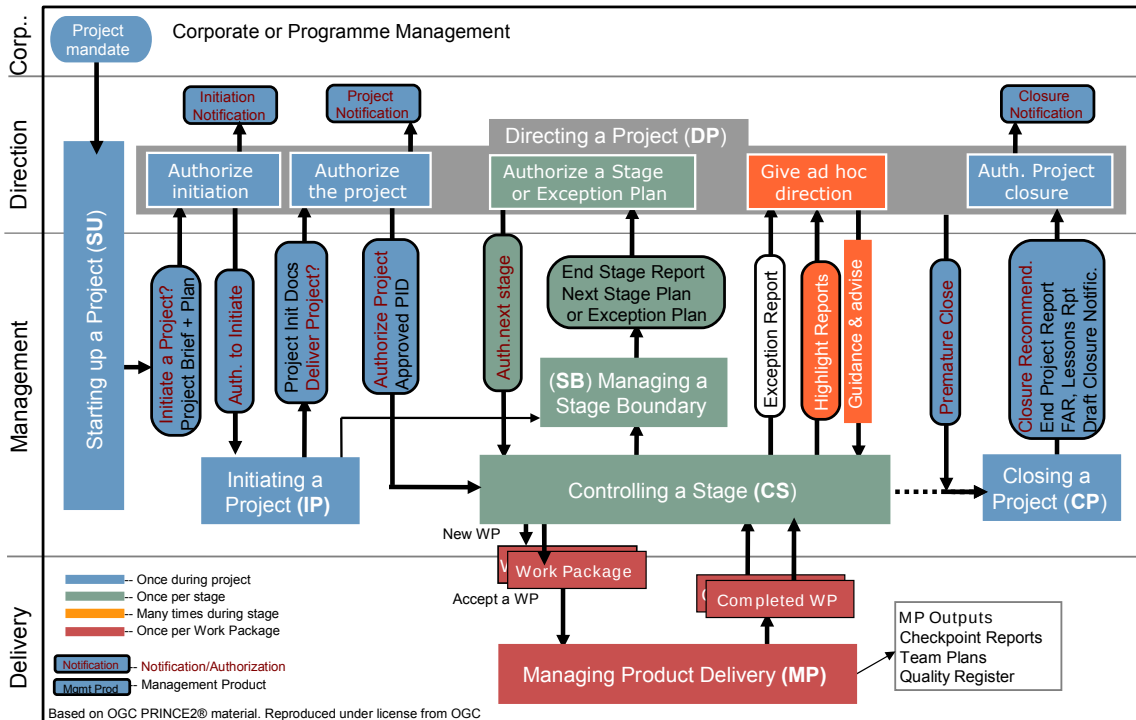 Corp..
Project
mandate
Corporate or Programme Management
Direction
Initiation
Notification
Project
Notification
Closure
Notification
Directing a Project (DP)
Authorize
initiation
Authorize
the project
Authorize a Stage
or Exception Plan
Give ad hoc
direction
Auth. Project
closure
Management
Starting up a Project (SU)
Initiate a Project?
Project Brief + Plan
Auth. to Initiate
Project Init Docs
Deliver Project?
Authorize Project
Approved PID
Auth.next stage
End Stage Report
Next Stage Plan
or Exception Plan
Exception Report
Highlight Reports
Guidance & advise
Premature Close
Closure Recommend.
End Project Report
FAR, Lessons Rpt
Draft Closure Notific.
(SB) Managing a
Stage Boundary
Initiating a
Project (IP)
Controlling a Stage (CS)
Closing a
Project (CP)
Delivery
New WP
W
Work Package
Accept a WP
C
Completed WP
Managing Product Delivery (MP)
MP Outputs
Checkpoint Reports
Team Plans
Quality Register
-- Once during project
-- Once per stage
-- Many times during stage
-- Once per Work Package
Notification
-- Notification/Authorization
Mgmt Prod
-- Management Product
Based on OGC PRINCE2® material. Reproduced under license from OGC